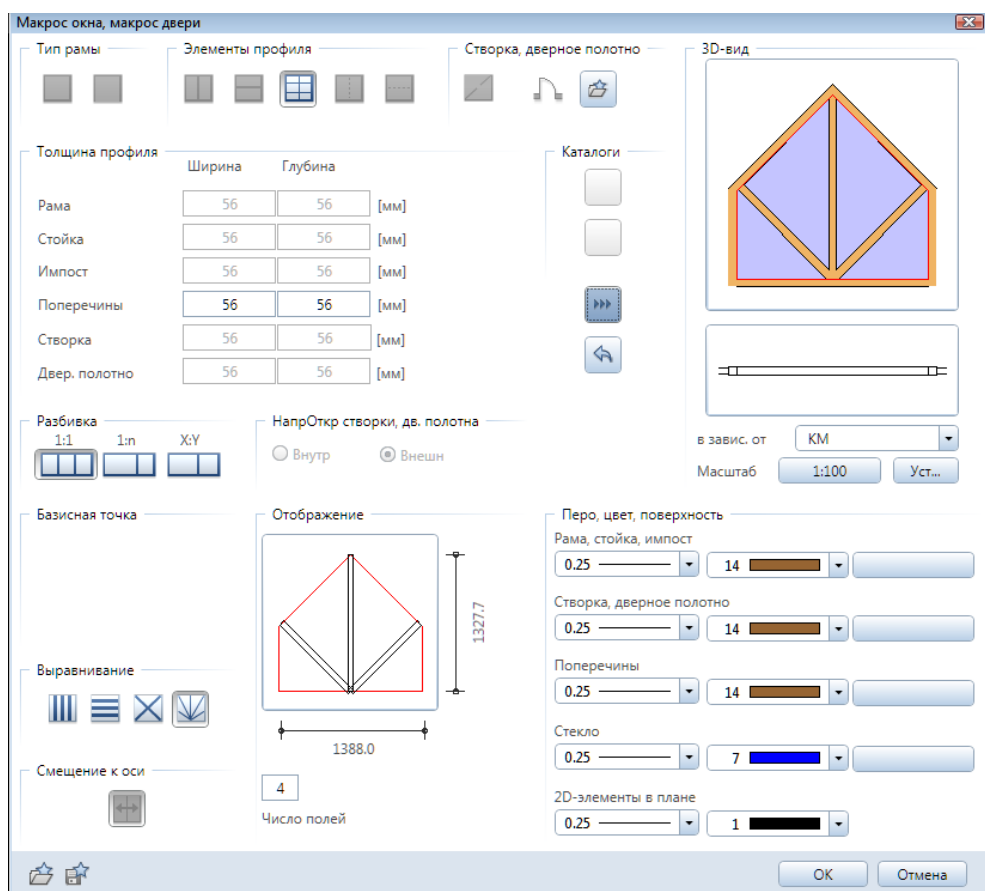 Макрос окна, макрос двери
Тип рамы
Элементы профиля
Створка, дверное полотно
3D-вид
Толщина профиля
Ширина Глубина
Рама 56 56 [мм]
Стойка 56 56 [мм]
Импост 56 56 [мм]
Поперечины 56 56 [мм]
Створка 56 56 [мм]
Двер. полотно 56 56 [мм]
Каталоги
Разбивка
1:1 1:n X:Y
НапрОткр створки, дв. полотна
Внутр Внешн
в завис. от КМ
Масштаб 1:100 Уст...
Базисная точка
Отображение
1327.7
1388.0
4
Число полей
Выравнивание
Смещение к оси
Перо, цвет, поверхность
Рама, стойка, импост
0.25 14
Створка, дверное полотно
0.25 14
Поперечины
0.25 14
Стекло
0.25 7
2D-элементы в плане
0.25 1
OK Отмена